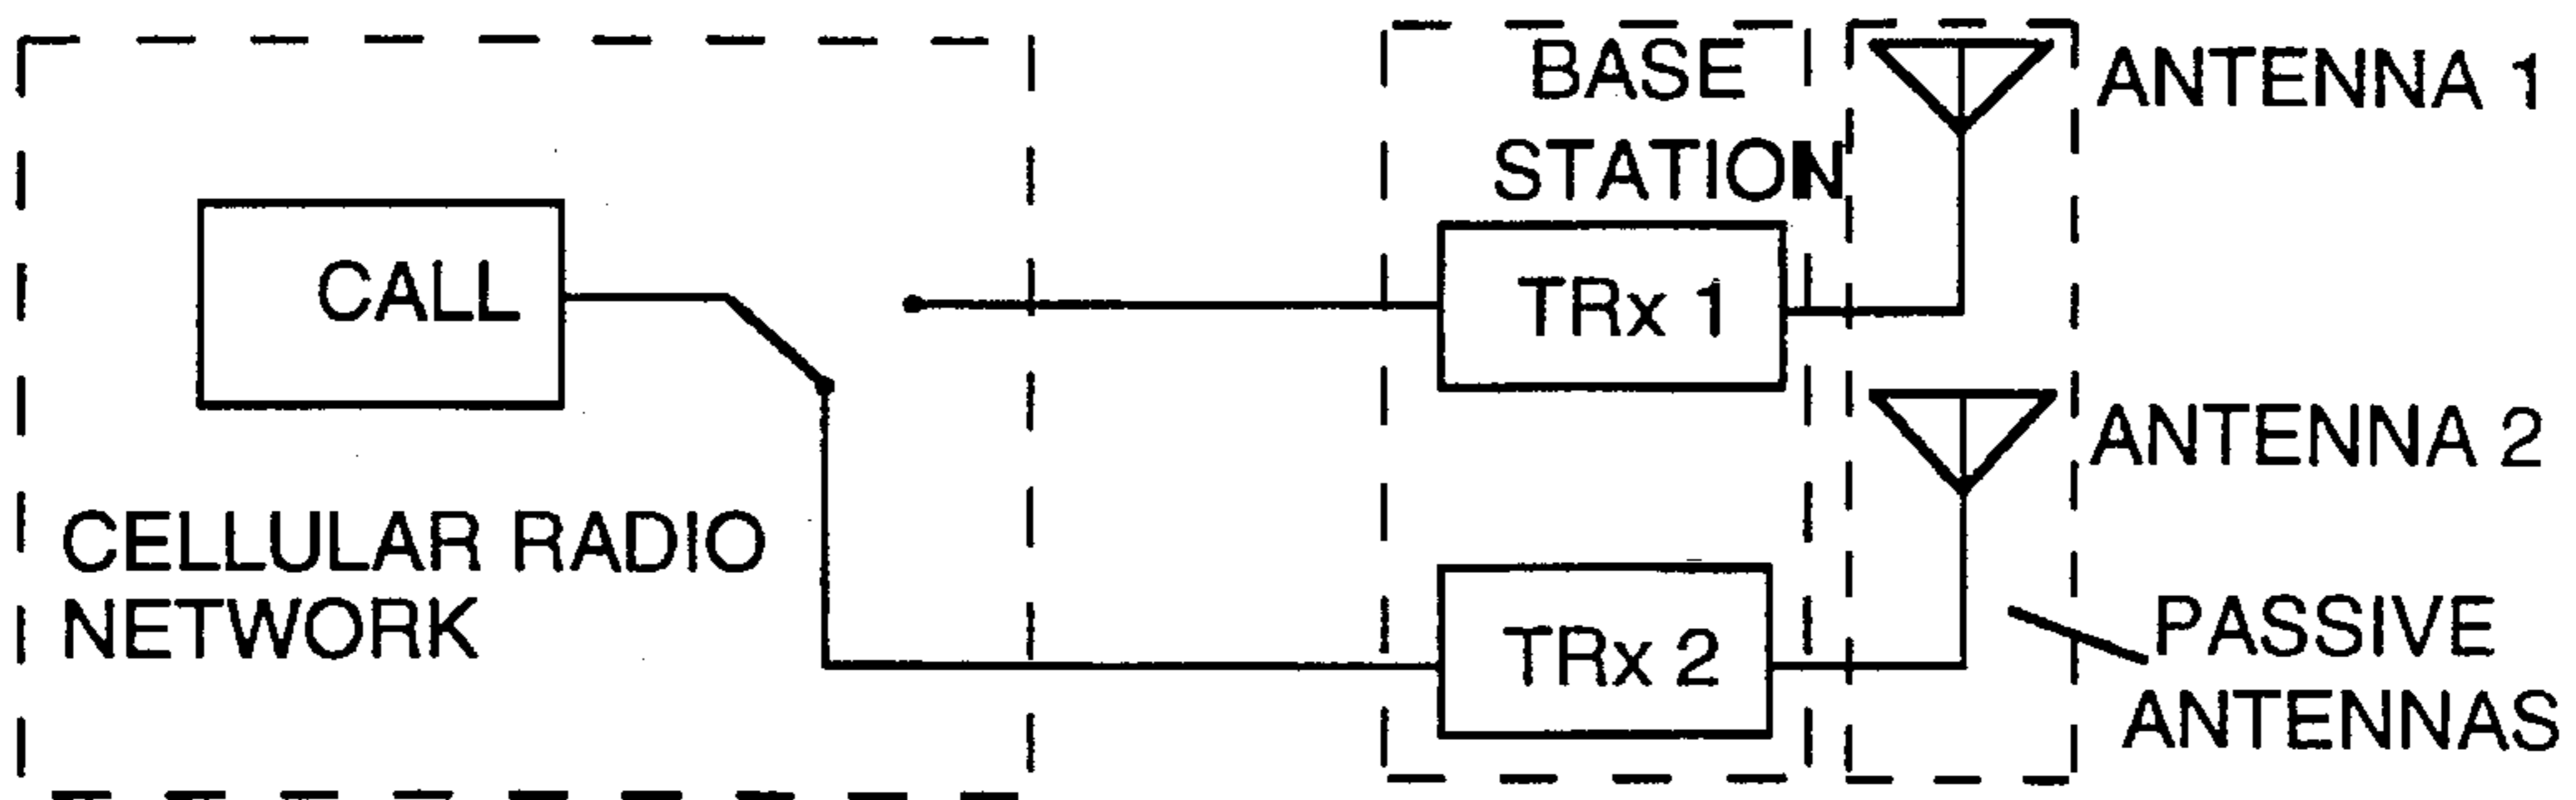 BASE
STATION
ANTENNA 1
CALL
TRx 1
ANTENNA 2
CELLULAR RADIO
NETWORK
TRx 2
PASSIVE
ANTENNAS